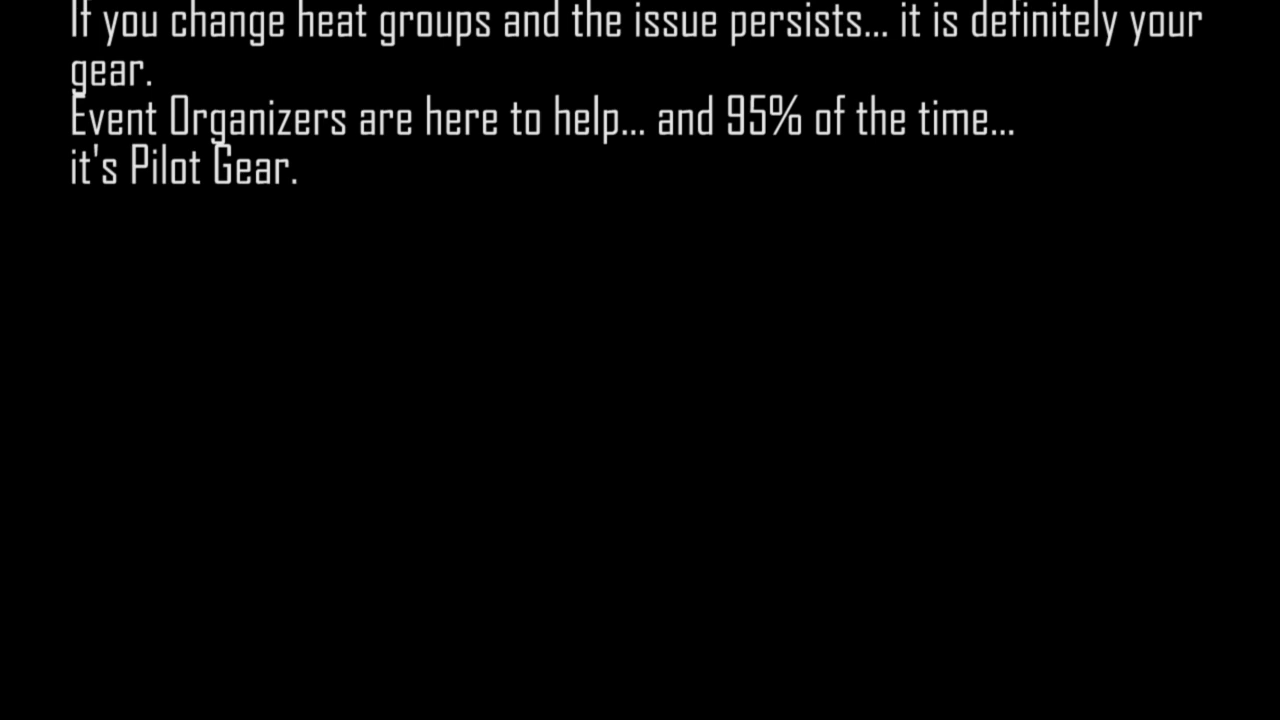 If you change heat groups and the issue persists... it is definitely your
gear.
Event Organizers are here to help... and 95% of the time...
it's Pilot Gear.